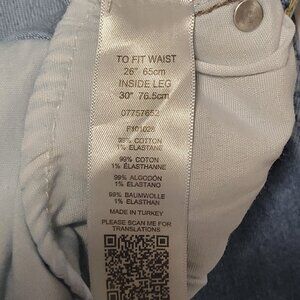 TO FIT WAIST
26" 65cm
INSIDE LEG
30" 76.5cm
07757652
F101028
99% COTTON
1% ELASTANE
99% COTON
1% ELASTHANNE
99% ALGODÓN
1% ELASTANO
99% BAUMWOLLE
1% ELASTHAN
MADE IN TURKEY
PLEASE SCAN ME FOR
TRANSLATIONS